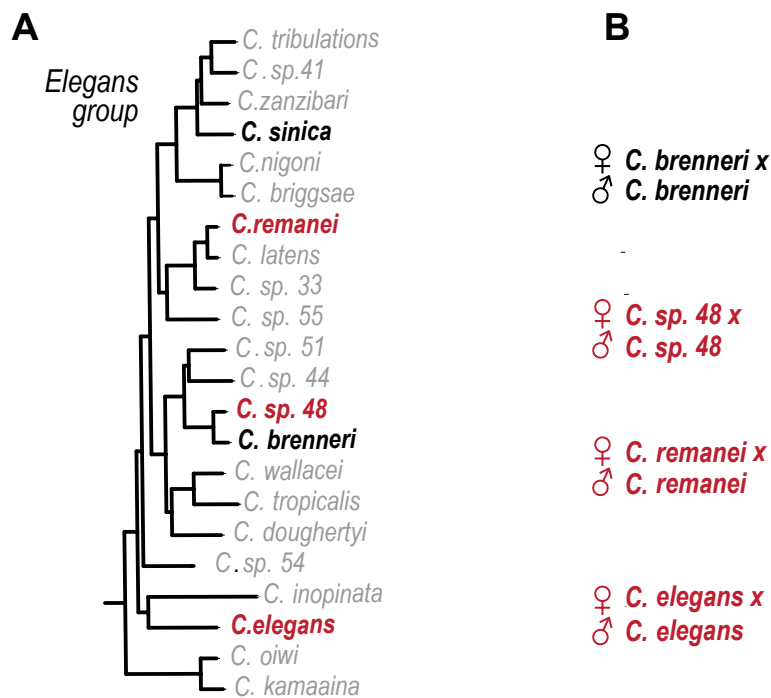 A
B
Elegans
group
C. tribulations
C. sp.41
C.zanzibari
C. sinica
C.nigoni
C. briggsae
C.remanei
C. latens
C. sp. 33
C. sp. 55
C. sp. 51
C. sp. 44
C. sp. 48
C. brenneri
C. wallacei
C. tropicalis
C. doughertyi
C. sp. 54
C. inopinata
C.elegans
C. oiwi
C. kamaaina
♀ C. brenneri x
♂ C. brenneri
♀ C. sp. 48 x
♂ C. sp. 48
♀ C. remanei x
♂ C. remanei
♀ C. elegans x
♂ C. elegans